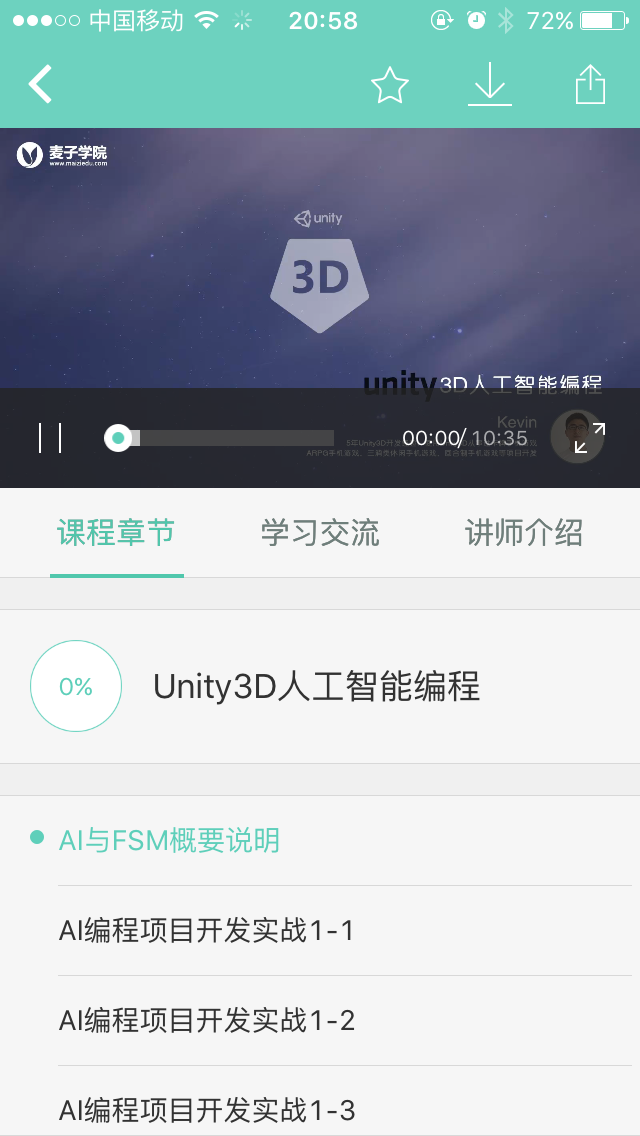 中国移动 20:58 72%
麦子学院
www.maiziedu.com
unity
3D
unity3D人工智能编程
Kevin
00:00/ 10:35
课程章节 学习交流 讲师介绍
0% Unity3D人工智能编程
AI与FSM概要说明
AI编程项目开发实战1-1
AI编程项目开发实战1-2
AI编程项目开发实战1-3